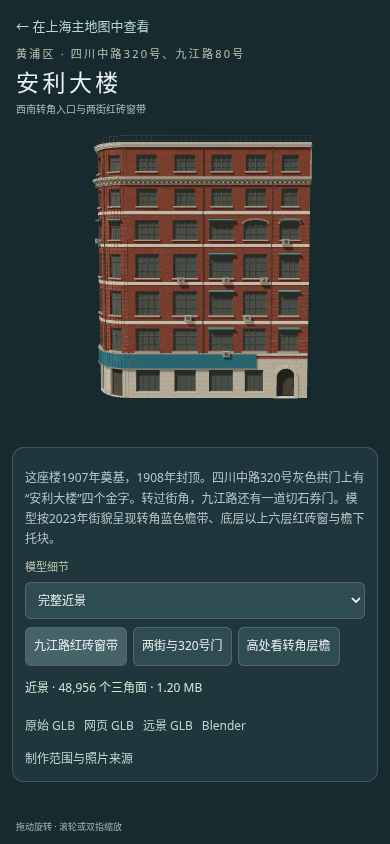 ← 在上海主地图中查看
黄浦区 · 四川中路320号、九江路80号
安利大楼
西南转角入口与两街红砖窗带
这座楼1907年奠基，1908年封顶。四川中路320号灰色拱门上有
“安利大楼”四个金字。转过街角，九江路还有一道切石券门。模
型按2023年街貌呈现转角蓝色檐带、底层以上六层红砖窗与檐下
托块。
模型细节
完整近景
九江路红砖窗带 两街与320号门 高处看转角层檐
近景 · 48,956 个三角面 · 1.20 MB
原始 GLB 网页 GLB 远景 GLB Blender
制作范围与照片来源
拖动旋转 · 滚轮或双指缩放